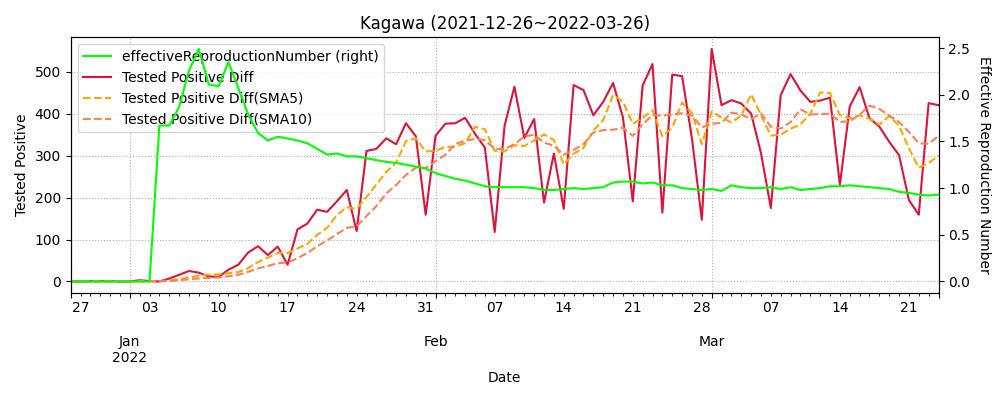 Kagawa (2021-12-26~2022-03-26)
effectiveReproductionNumber (right)
Tested Positive Diff
Tested Positive Diff(SMA5)
Tested Positive Diff(SMA10)
Tested Positive
500
400
300
200
100
0
Effective Reproduction Number
2.5
2.0
1.5
1.0
0.5
0.0
27 03 10 17 24 31 07 14 21 28 07 14 21
Jan Feb Mar
2022
Date